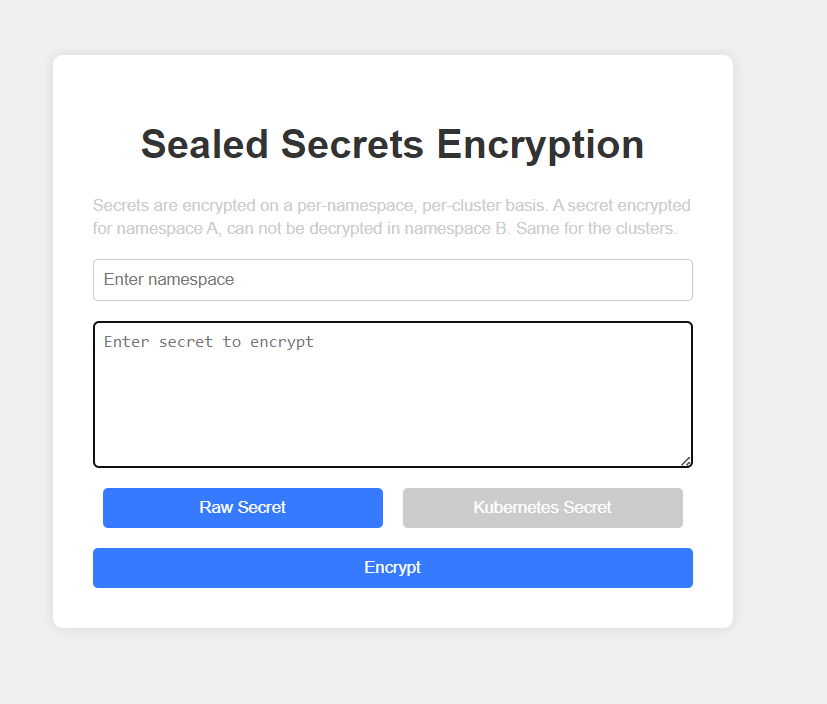 Sealed Secrets Encryption
Secrets are encrypted on a per-namespace, per-cluster basis. A secret encrypted
for namespace A, can not be decrypted in namespace B. Same for the clusters.
Enter namespace
Enter secret to encrypt
Raw Secret
Kubernetes Secret
Encrypt